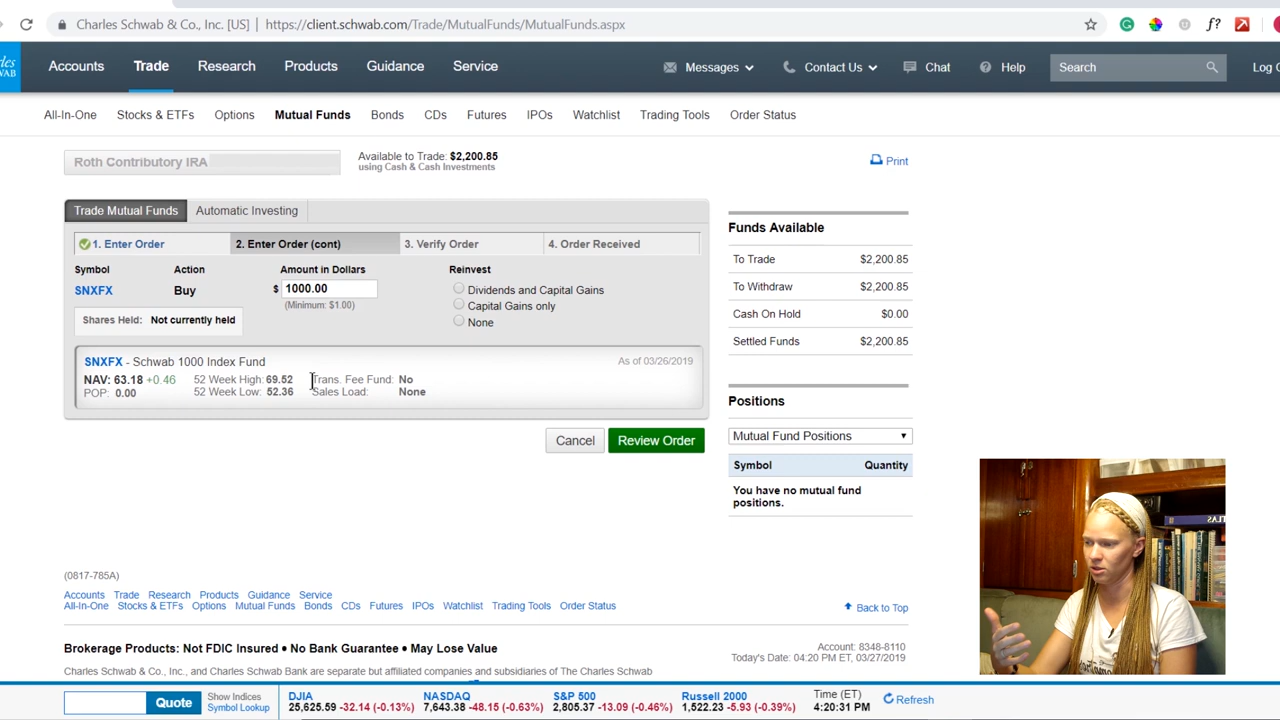 Charles Schwab & Co., Inc. [US] https://client.schwab.com/Trade/MutualFunds/MutualFunds.aspx
Accounts Trade Research Products Guidance Service Messages Contact Us Chat Help Search Log
All-In-One Stocks & ETFs Options Mutual Funds Bonds CDs Futures IPOs Watchlist Trading Tools Order Status
Roth Contributory IRA
Available to Trade: $2,200.85
using Cash & Cash Investments
Print
Trade Mutual Funds Automatic Investing
1. Enter Order 2. Enter Order (cont) 3. Verify Order 4. Order Received
Symbol Action Amount in Dollars Reinvest
SNXFX Buy $ 1000.00 Dividends and Capital Gains
(Minimum: $1.00) Capital Gains only
Shares Held: Not currently held None
SNXFX - Schwab 1000 Index Fund As of 03/26/2019
NAV: 63.18 +0.46 52 Week High: 69.52 Trans. Fee Fund: No
POP: 0.00 52 Week Low: 52.36 Sales Load: None
Cancel Review Order
Funds Available
To Trade $2,200.85
To Withdraw $2,200.85
Cash On Hold $0.00
Settled Funds $2,200.85
Positions
Mutual Fund Positions
Symbol Quantity
You have no mutual fund
positions.
(0817-785A)
Accounts Trade Research Products Guidance Service
All-In-One Stocks & ETFs Options Mutual Funds Bonds CDs Futures IPOs Watchlist Trading Tools Order Status
Back to Top
Brokerage Products: Not FDIC Insured • No Bank Guarantee • May Lose Value
Account: 8348-8110
Today's Date: 04:20 PM ET, 03/27/2019
Charles Schwab & Co., Inc. and Charles Schwab Bank are separate but affiliated companies and subsidiaries of The Charles Schwab
ATLAS
Quote
Show Indices
Symbol Lookup
DJIA
25,625.59 -32.14 (-0.13%)
NASDAQ
7,643.38 -48.15 (-0.63%)
S&P 500
2,805.37 -13.09 (-0.46%)
Russell 2000
1,522.23 -5.93 (-0.39%)
Time (ET)
4:20:31 PM
Refresh